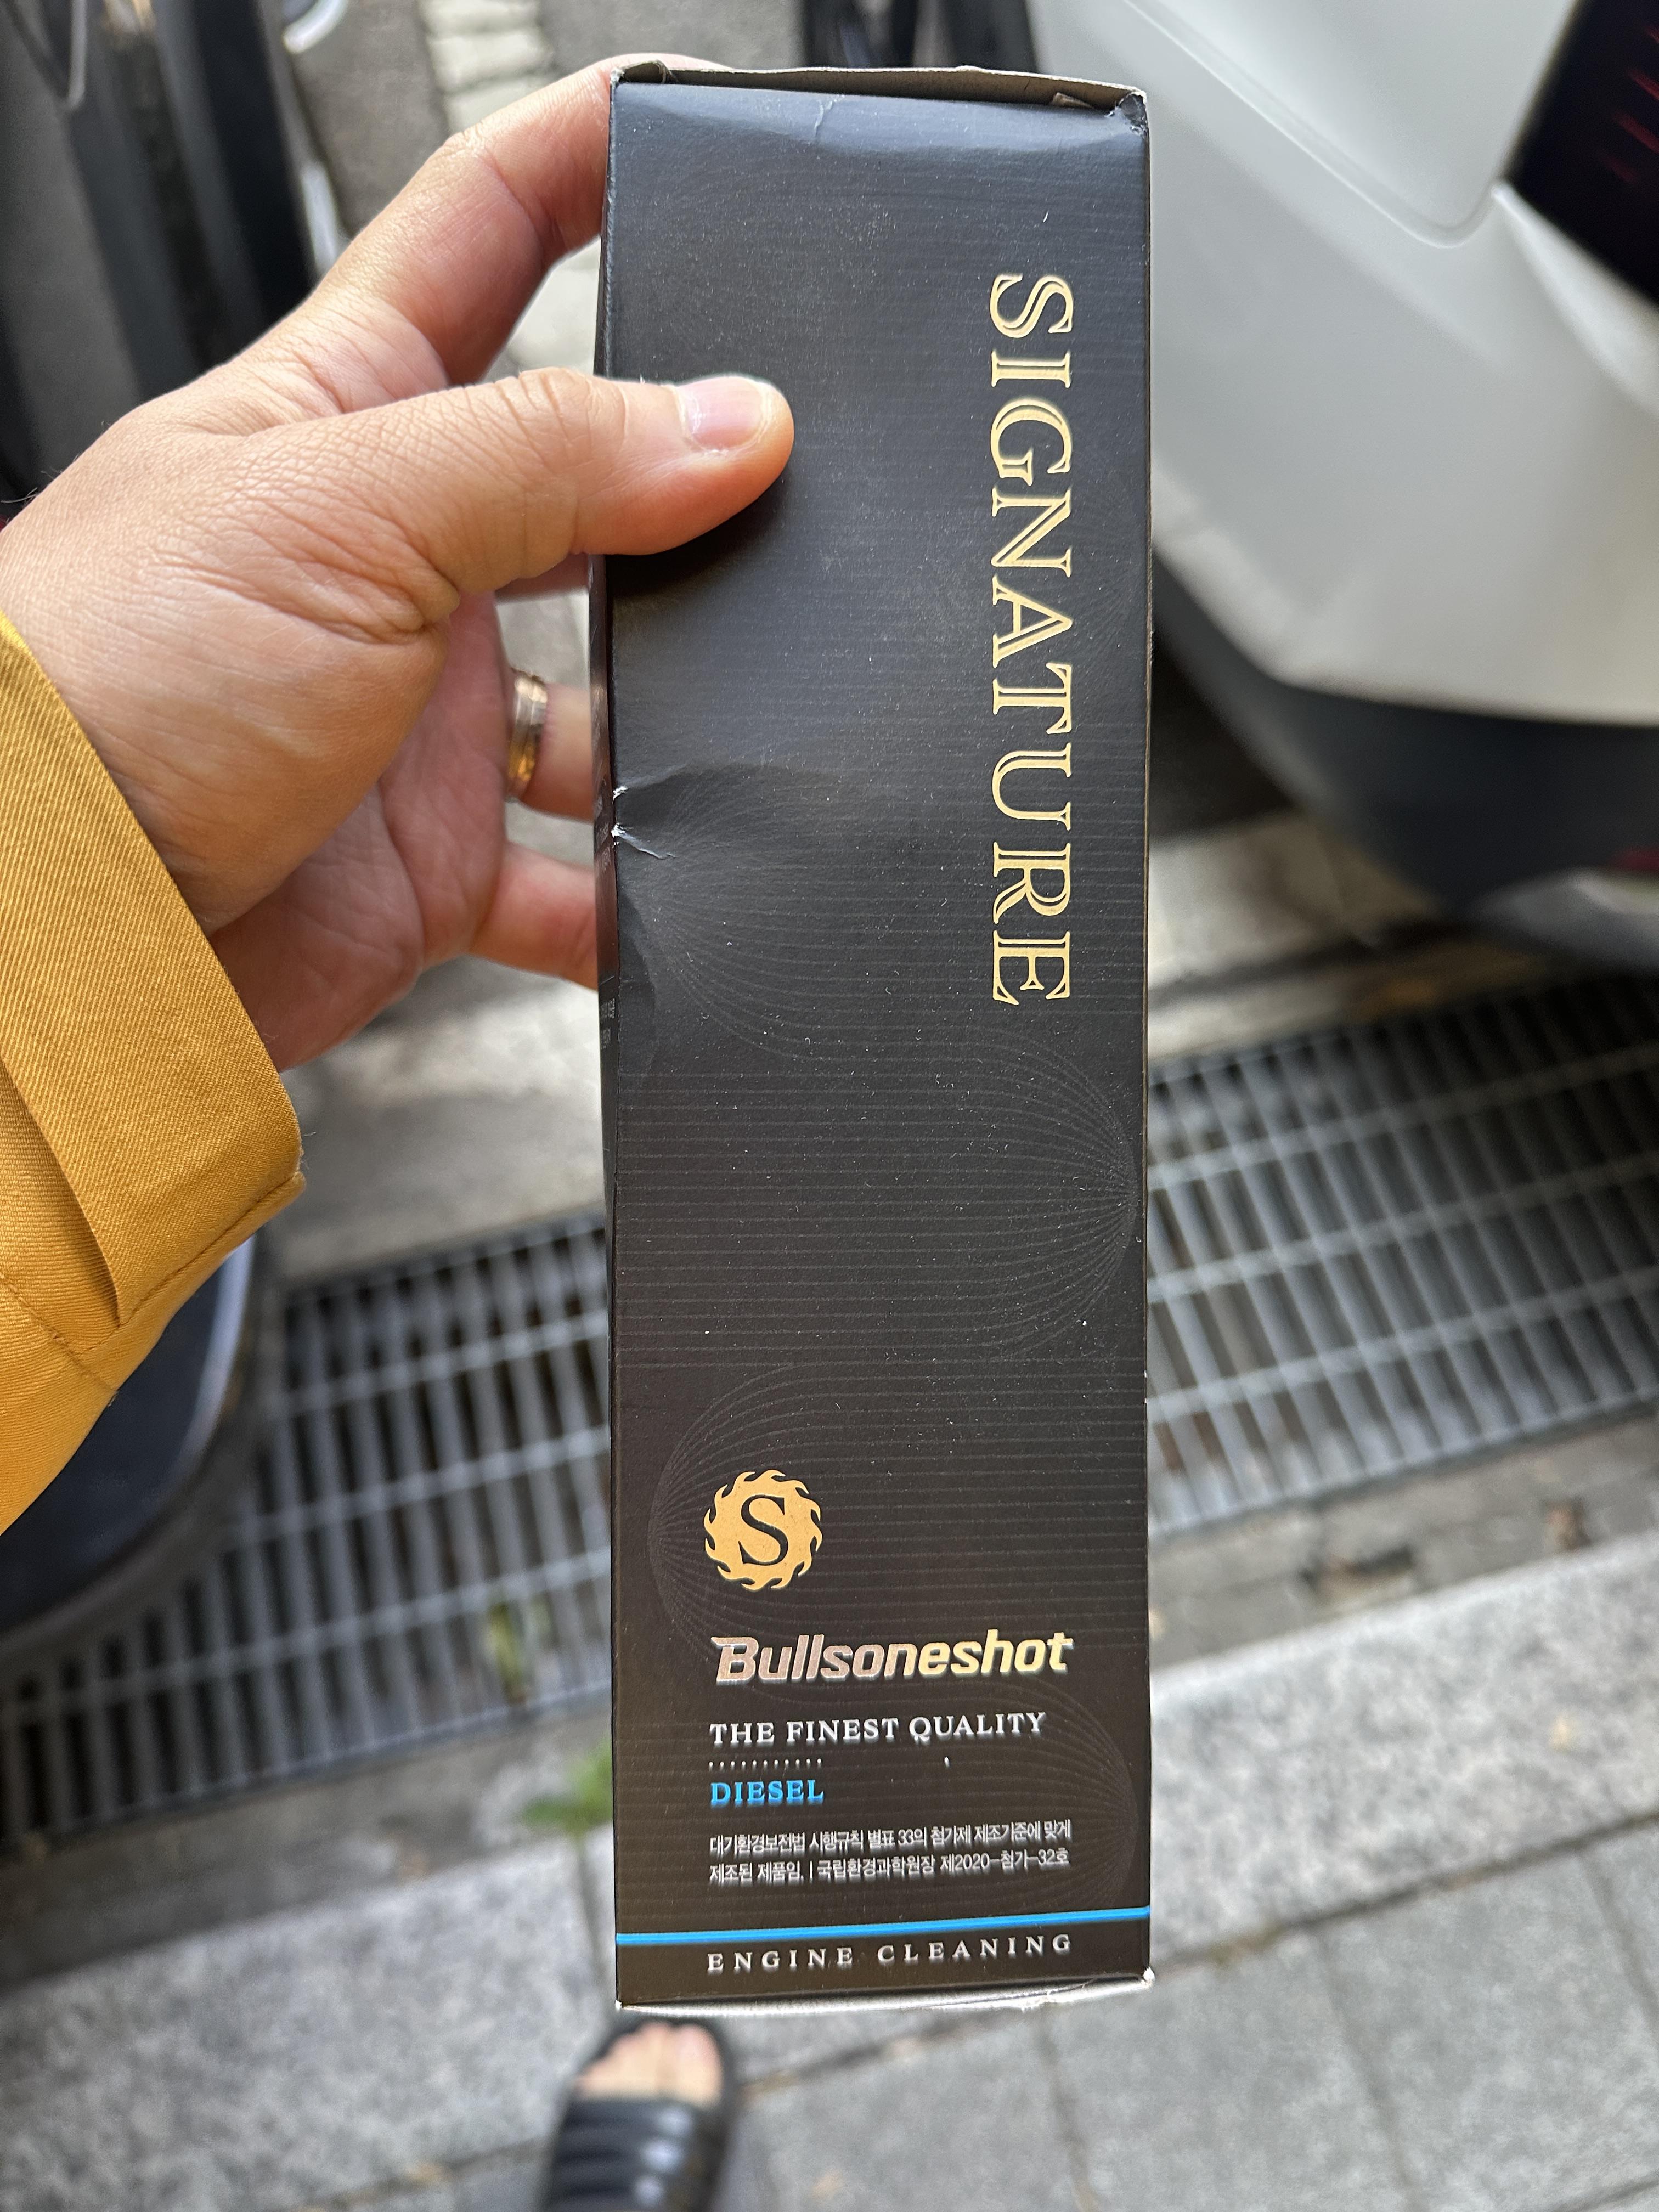 SIGNATURE
S
Bullsoneshot
THE FINEST QUALITY
DIESEL
대기환경보전법 시행규칙 별표 33의 첨가제 제조기준에 맞게
제조된 제품임. | 국립환경과학원장 제2020-첨가-32호
ENGINE CLEANING